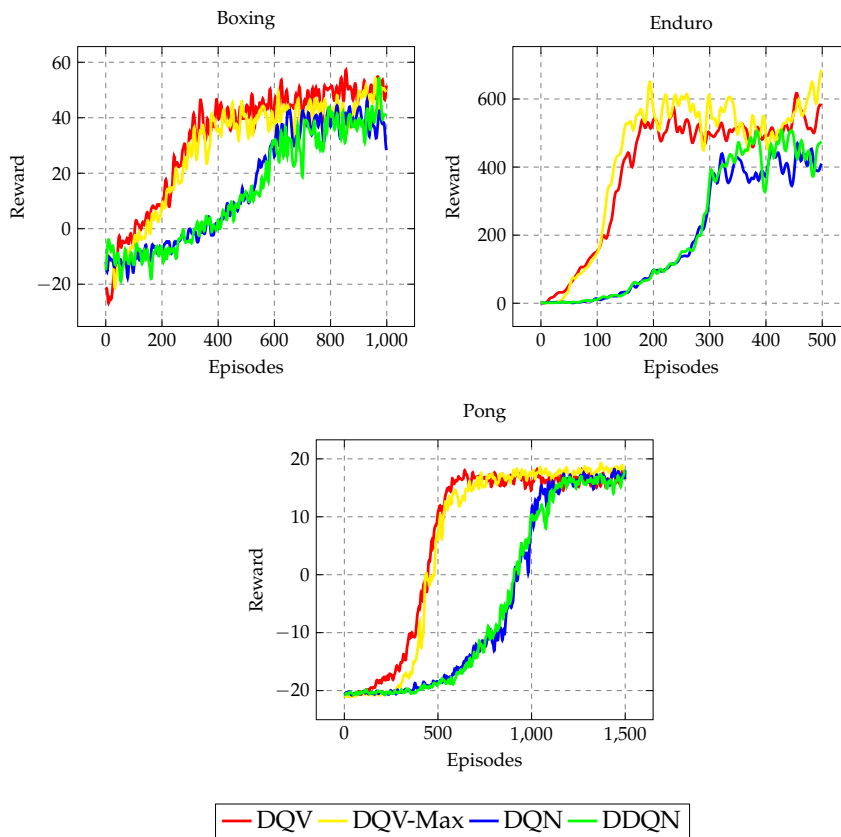 Boxing
60
40
20
0
−20
Reward
0 200 400 600 800 1,000
Episodes
Enduro
600
400
200
0
Reward
0 100 200 300 400 500
Episodes
Pong
20
10
0
−10
−20
Reward
0 500 1,000 1,500
Episodes
DQV DQV-Max DQN DDQN